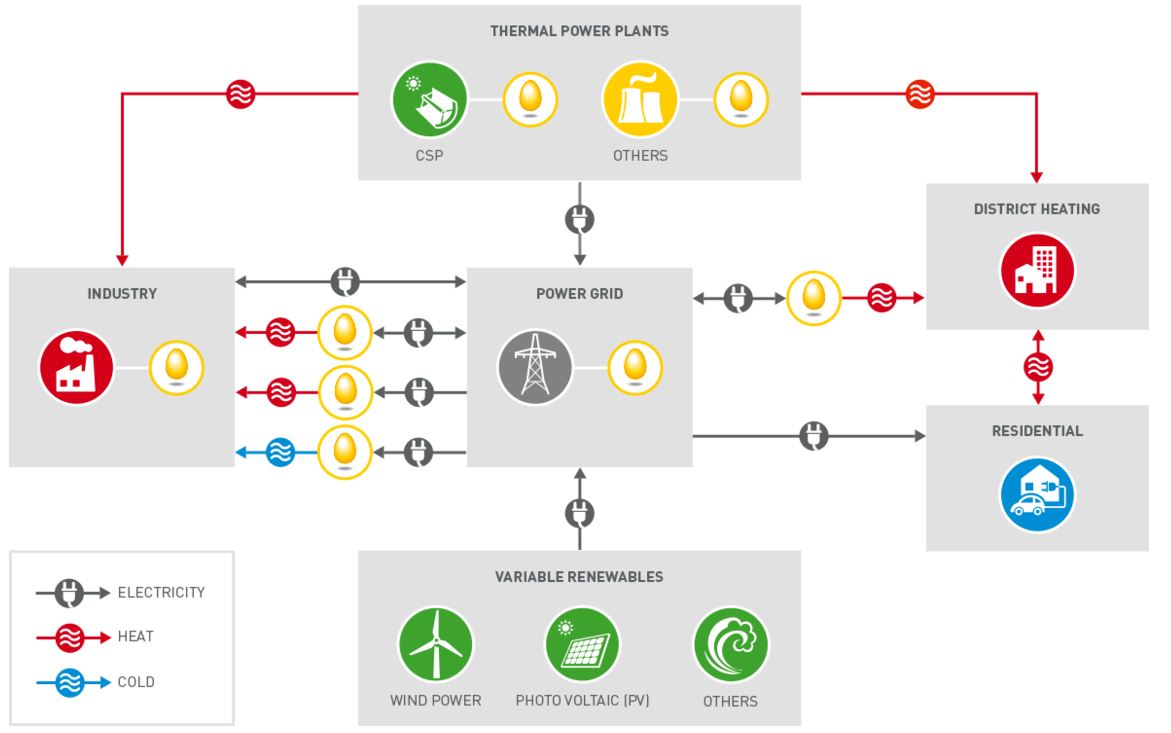 THERMAL POWER PLANTS
CSP
OTHERS
DISTRICT HEATING
INDUSTRY
POWER GRID
RESIDENTIAL
VARIABLE RENEWABLES
WIND POWER
PHOTO VOLTAIC (PV)
OTHERS
ELECTRICITY
HEAT
COLD